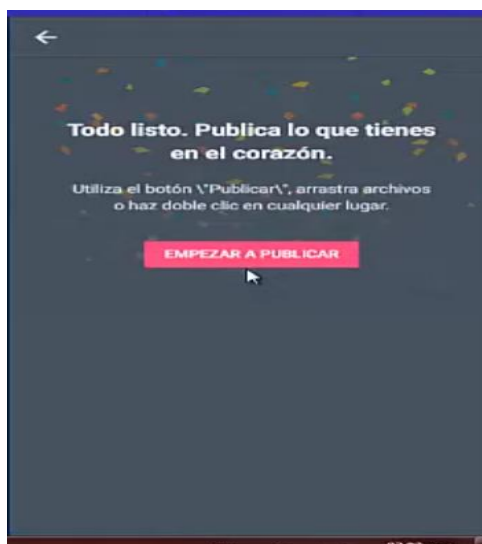 Todo listo. Publica lo que tienes
en el corazón.
Utiliza el botón \"Publicar\", arrastra archivos
o haz doble clic en cualquier lugar.
EMPEZAR A PUBLICAR